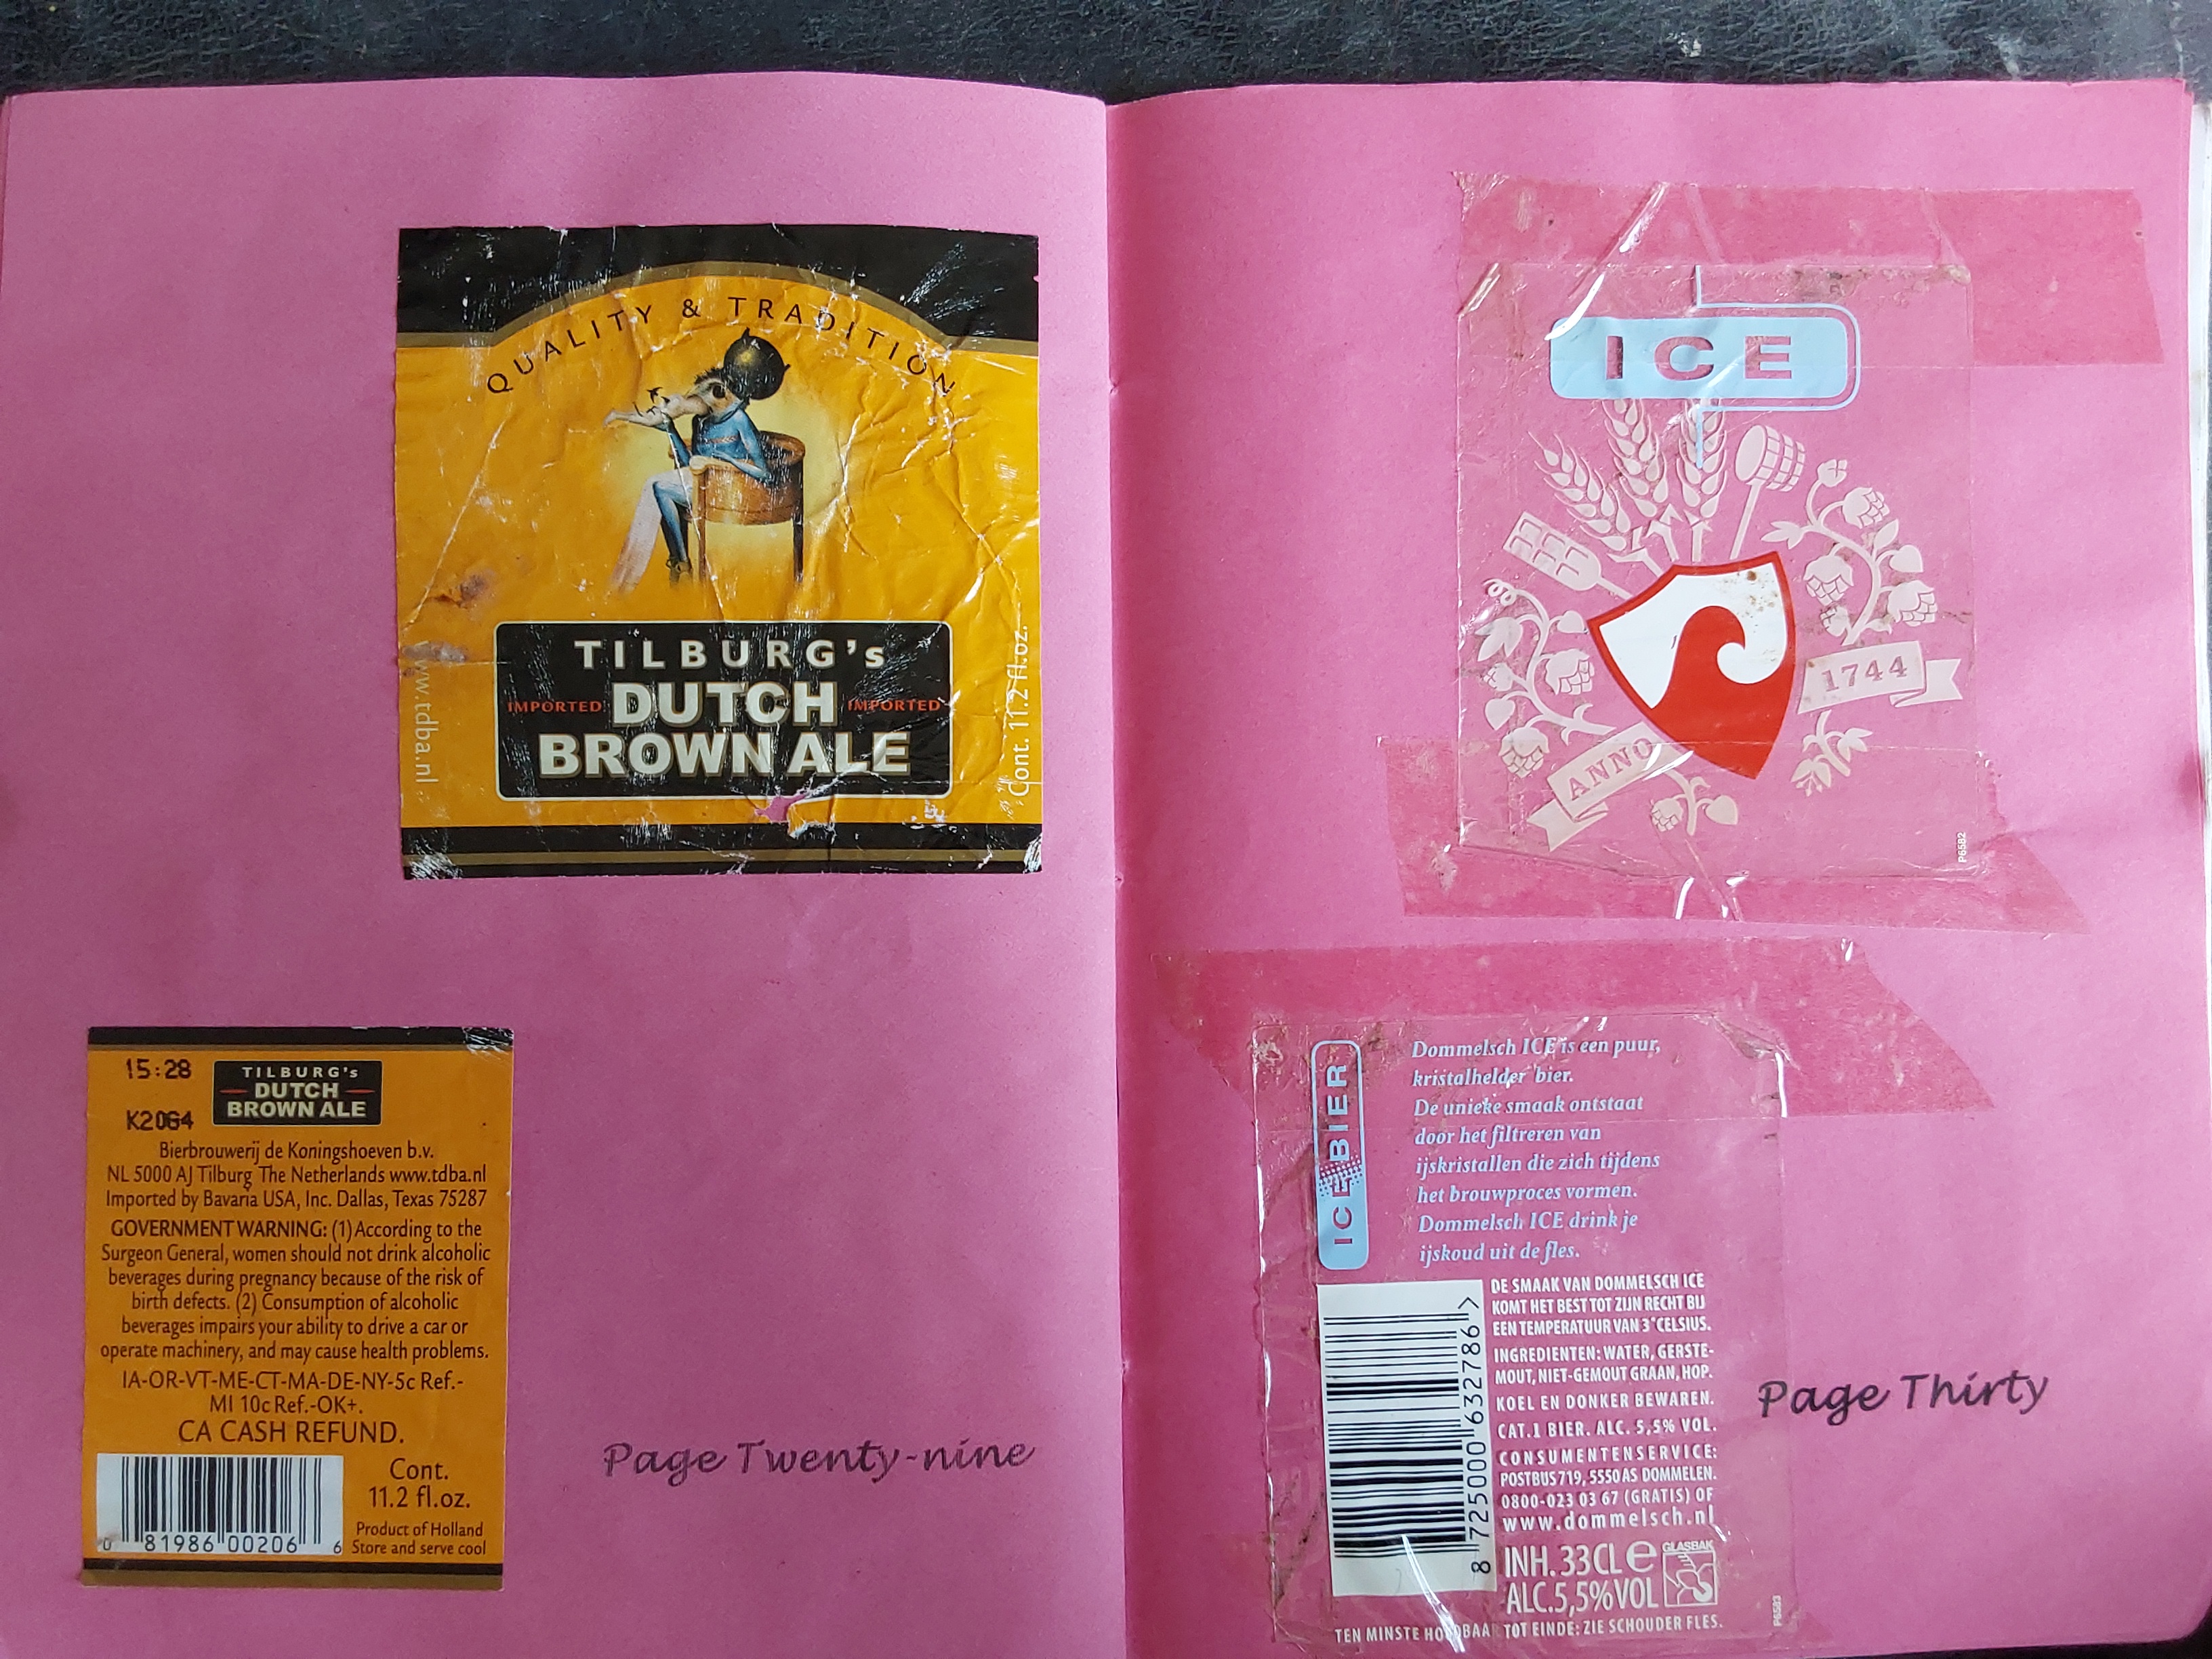 QUALITY & TRADITION
TILBURG's
IMPORTED DUTCH IMPORTED
BROWN ALE
www.tdba.nl
Cont. 11.2 fl.oz.
15:28
K2064
TILBURG's
DUTCH
BROWN ALE
Bierbrouwerij de Koningshoeven b.v.
NL 5000 AJ Tilburg The Netherlands www.tdba.nl
Imported by Bavaria USA, Inc. Dallas, Texas 75287
GOVERNMENT WARNING: (1) According to the
Surgeon General, women should not drink alcoholic
beverages during pregnancy because of the risk of
birth defects. (2) Consumption of alcoholic
beverages impairs your ability to drive a car or
operate machinery, and may cause health problems.
IA-OR-VT-ME-CT-MA-DE-NY-5c Ref.-
MI 10c Ref.-OK+.
CA CASH REFUND.
Cont.
11.2 fl.oz.
Product of Holland
Store and serve cool
0 81986 00206 6
Page Twenty-nine
ICE
ANNO 1744
P6582
ICE BIER
Dommelsch ICE is een puur,
kristalhelder bier.
De unieke smaak ontstaat
door het filtreren van
ijskristallen die zich tijdens
het brouwproces vormen.
Dommelsch ICE drink je
ijskoud uit de fles.
DE SMAAK VAN DOMMELSCH ICE
KOMT HET BEST TOT ZIJN RECHT BIJ
EEN TEMPERATUUR VAN 3°CELSIUS.
INGREDIENTEN: WATER, GERSTE-
MOUT, NIET-GEMOUT GRAAN, HOP.
KOEL EN DONKER BEWAREN.
CAT.1 BIER. ALC. 5,5% VOL.
CONSUMENTENSERVICE:
POSTBUS 719, 5550 AS DOMMELEN.
0800-023 03 67 (GRATIS) OF
www.dommelsch.nl
8 725000 632786 >
INH. 33CL e
GLASBAK
ALC.5,5%VOL
TEN MINSTE HOUDBAAR TOT EINDE: ZIE SCHOUDER FLES.
P6583
Page Thirty